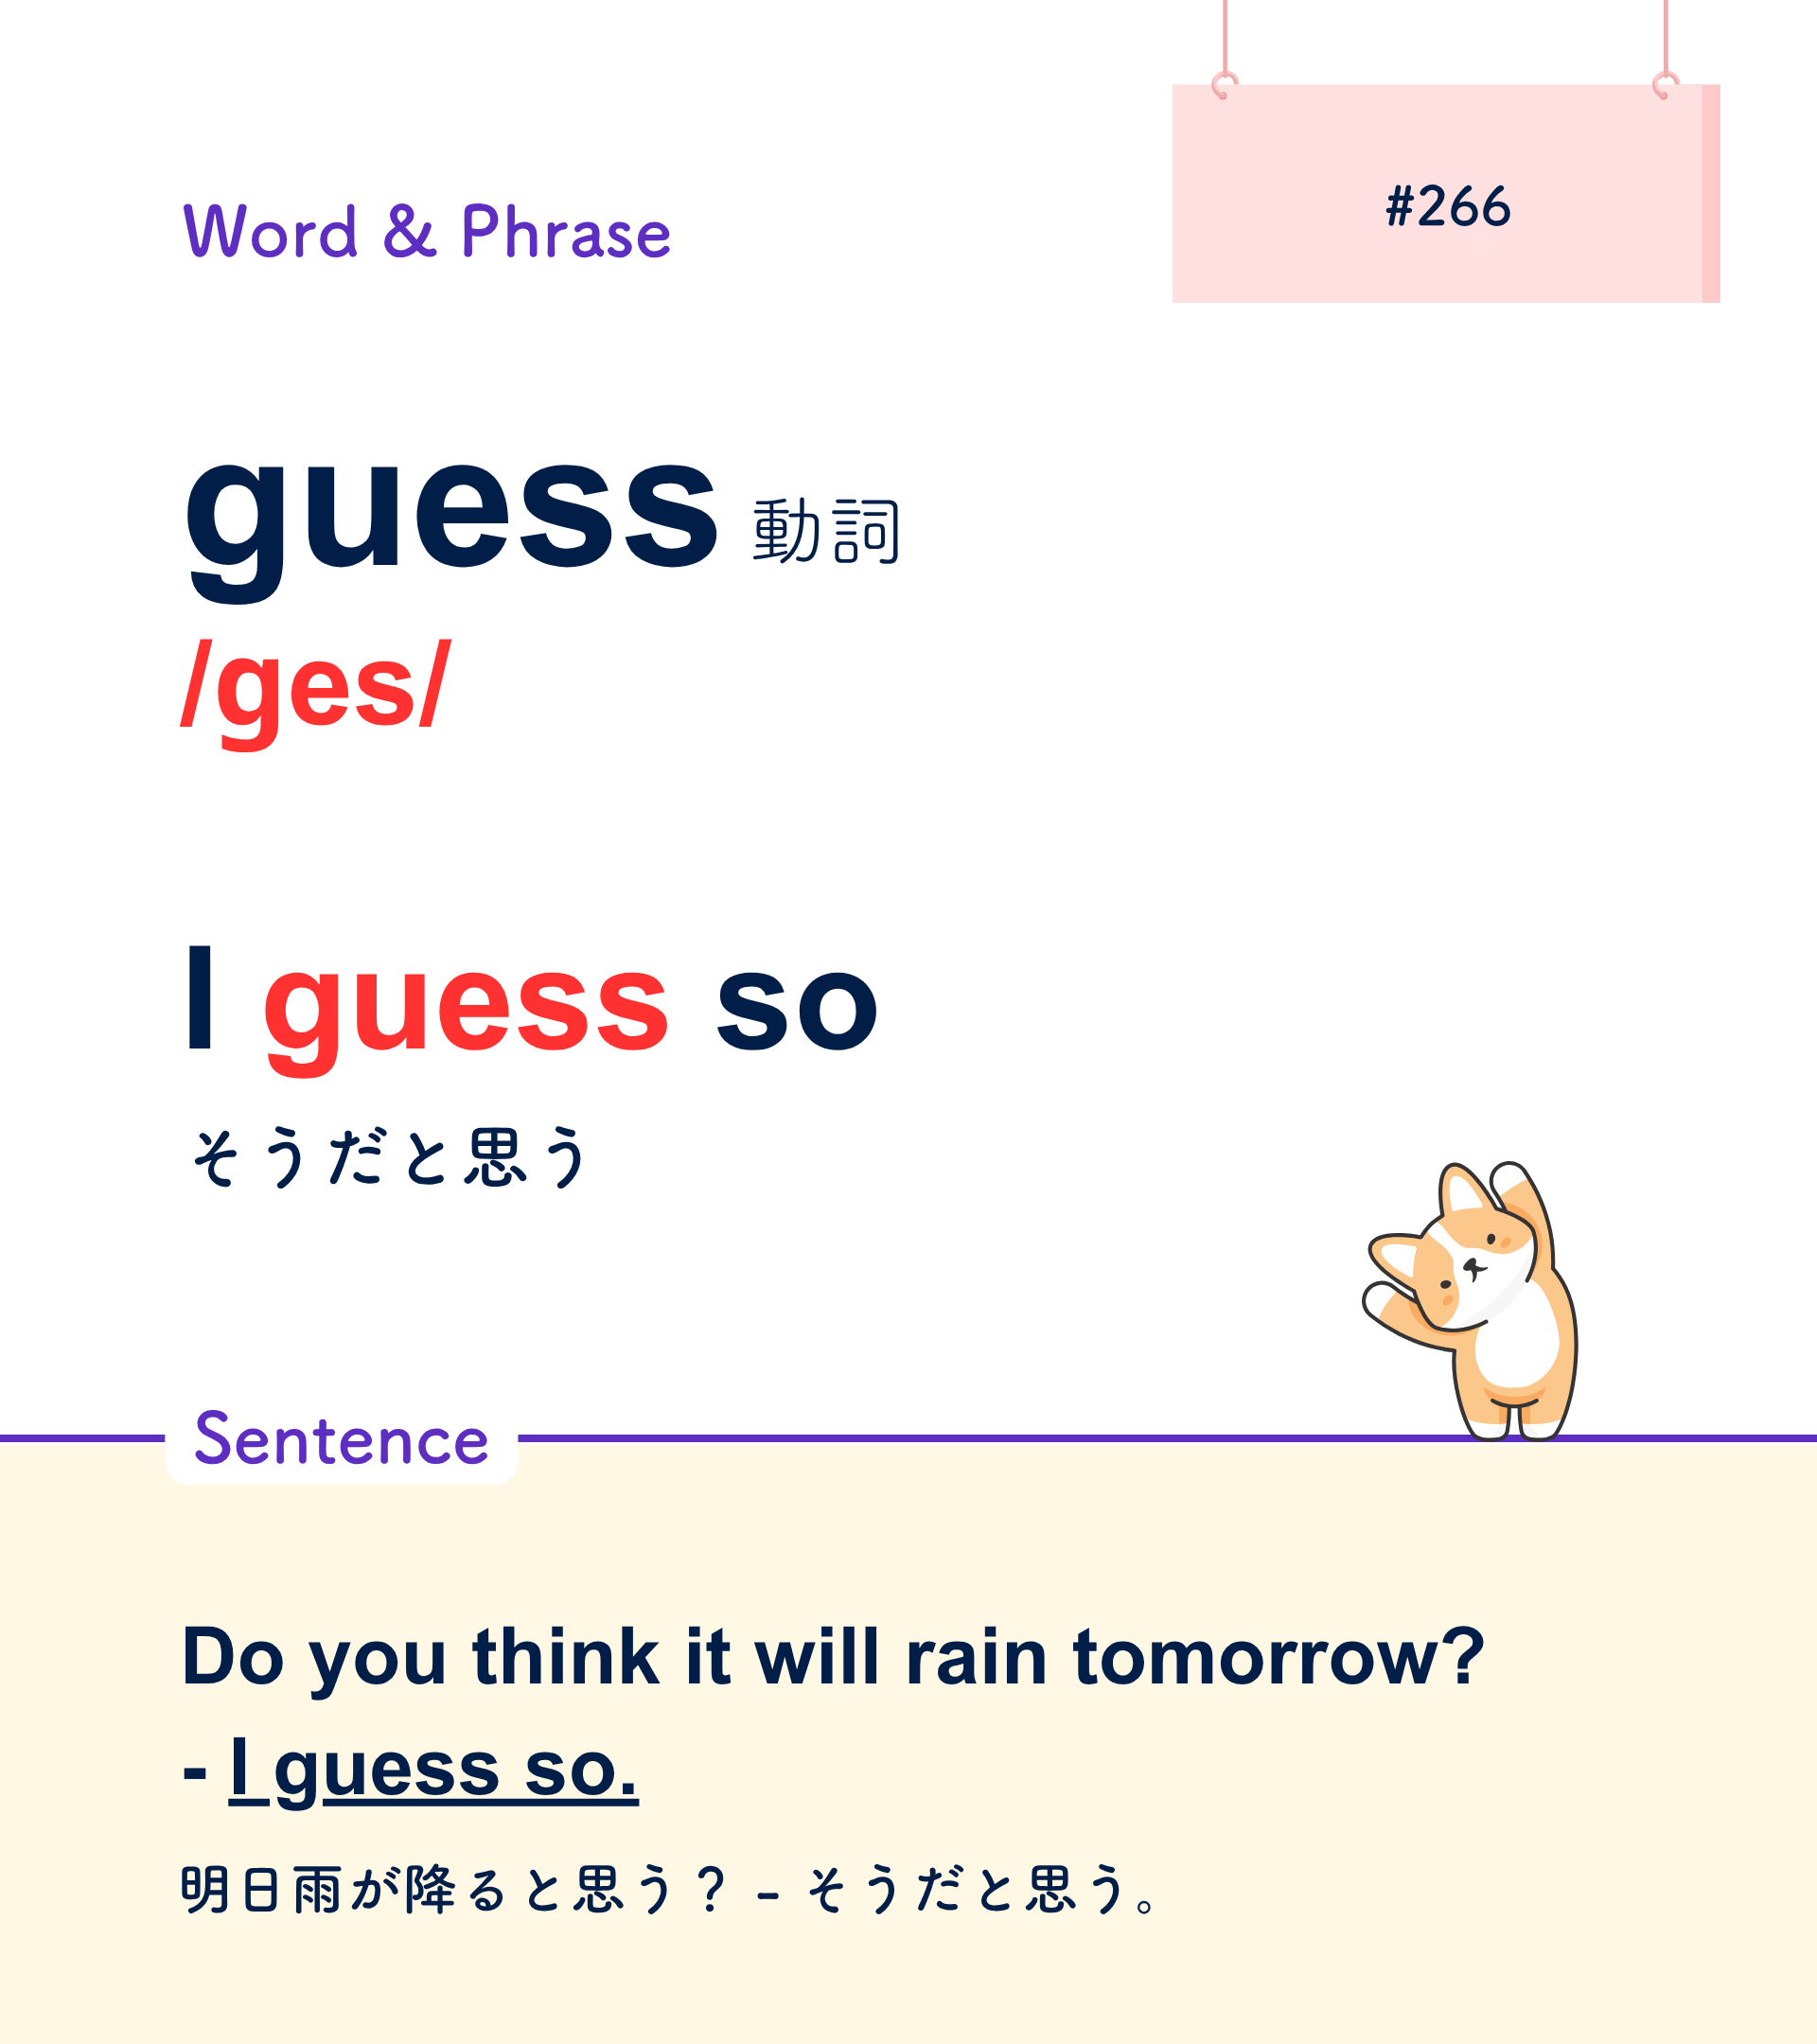 #266
Word & Phrase
guess 動詞
/ges/
I guess so
そうだと思う
Sentence
Do you think it will rain tomorrow?
- I guess so.
明日雨が降ると思う？ - そうだと思う。